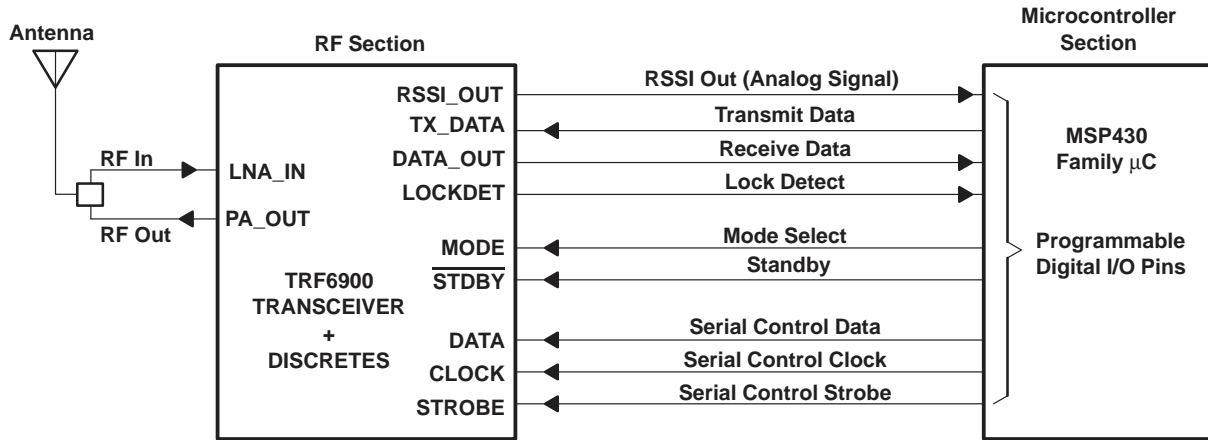 Antenna
RF Section
Microcontroller
Section
RF In
RF Out
LNA_IN
PA_OUT
TRF6900
TRANSCEIVER
+
DISCRETES
RSSI_OUT
TX_DATA
DATA_OUT
LOCKDET
MODE
STDBY
DATA
CLOCK
STROBE
RSSI Out (Analog Signal)
Transmit Data
Receive Data
Lock Detect
Mode Select
Standby
Serial Control Data
Serial Control Clock
Serial Control Strobe
MSP430
Family μC
Programmable
Digital I/O Pins